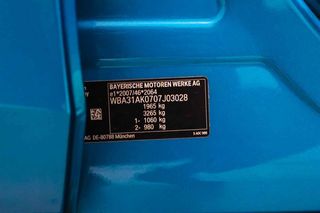 BAYERISCHE MOTOREN WERKE AG
e1*2007/46*2064
WBA31AK0707J03028
1965 kg
3265 kg
1- 1060 kg
2- 980 kg
AG DE-80788 München